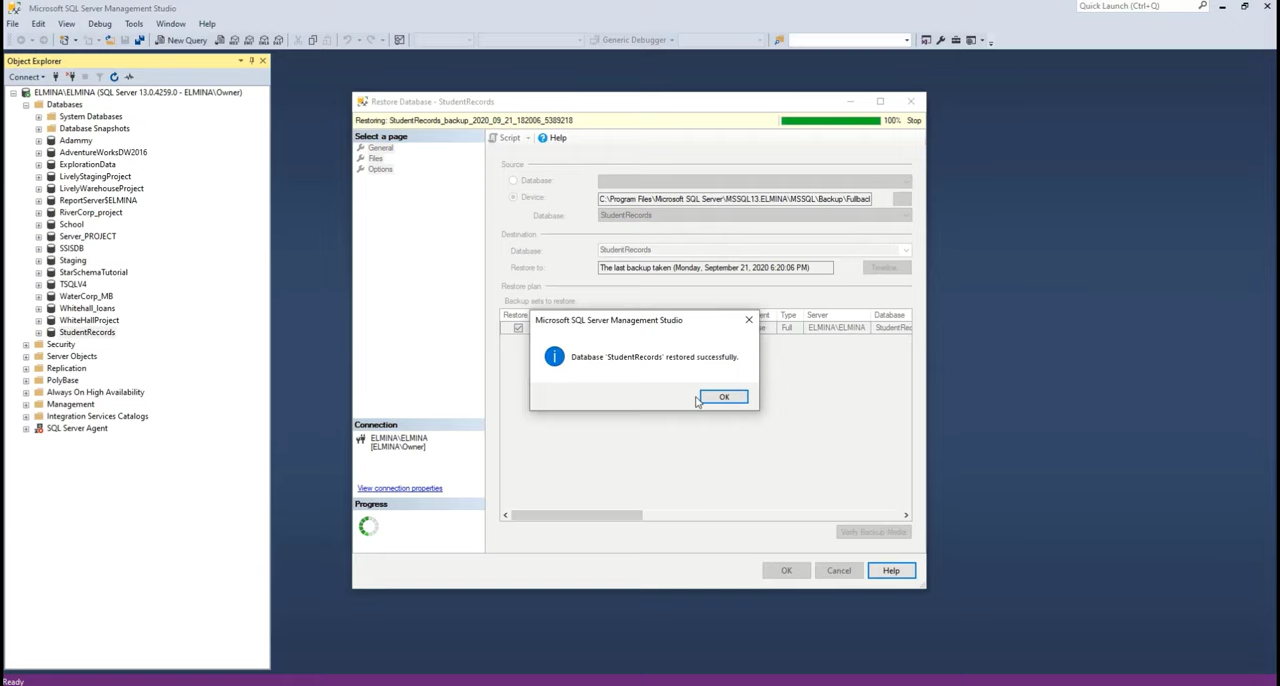 Microsoft SQL Server Management Studio
Quick Launch (Ctrl+Q)
File Edit View Debug Tools Window Help
New Query
Generic Debugger
Object Explorer
Connect
ELMINA\ELMINA (SQL Server 13.0.4259.0 - ELMINA\Owner)
Databases
System Databases
Database Snapshots
Adammy
AdventureWorksDW2016
ExplorationData
LivelyStagingProject
LivelyWarehouseProject
ReportServer$ELMINA
RiverCorp_project
School
Server_PROJECT
SSISDB
Staging
StarSchemaTutorial
TSQLV4
WaterCorp_MB
Whitehall_loans
WhiteHallProject
StudentRecords
Security
Server Objects
Replication
PolyBase
Always On High Availability
Management
Integration Services Catalogs
SQL Server Agent
Restore Database - StudentRecords
Restoring: StudentRecords_backup_2020_09_21_182006_5389218
100% Stop
Select a page
General
Files
Options
Script Help
Source
Database:
Device: C:\Program Files\Microsoft SQL Server\MSSQL13.ELMINA\MSSQL\Backup\Fullbacl
Database: StudentRecords
Destination
Database: StudentRecords
Restore to: The last backup taken (Monday, September 21, 2020 6:20:06 PM) Timeline...
Restore plan
Backup sets to restore:
Restore Type Server Database
Full ELMINA\ELMINA StudentRec
Microsoft SQL Server Management Studio
Database 'StudentRecords' restored successfully.
OK
Connection
ELMINA\ELMINA
[ELMINA\Owner]
View connection properties
Progress
Verify Backup Media
OK Cancel Help
Ready